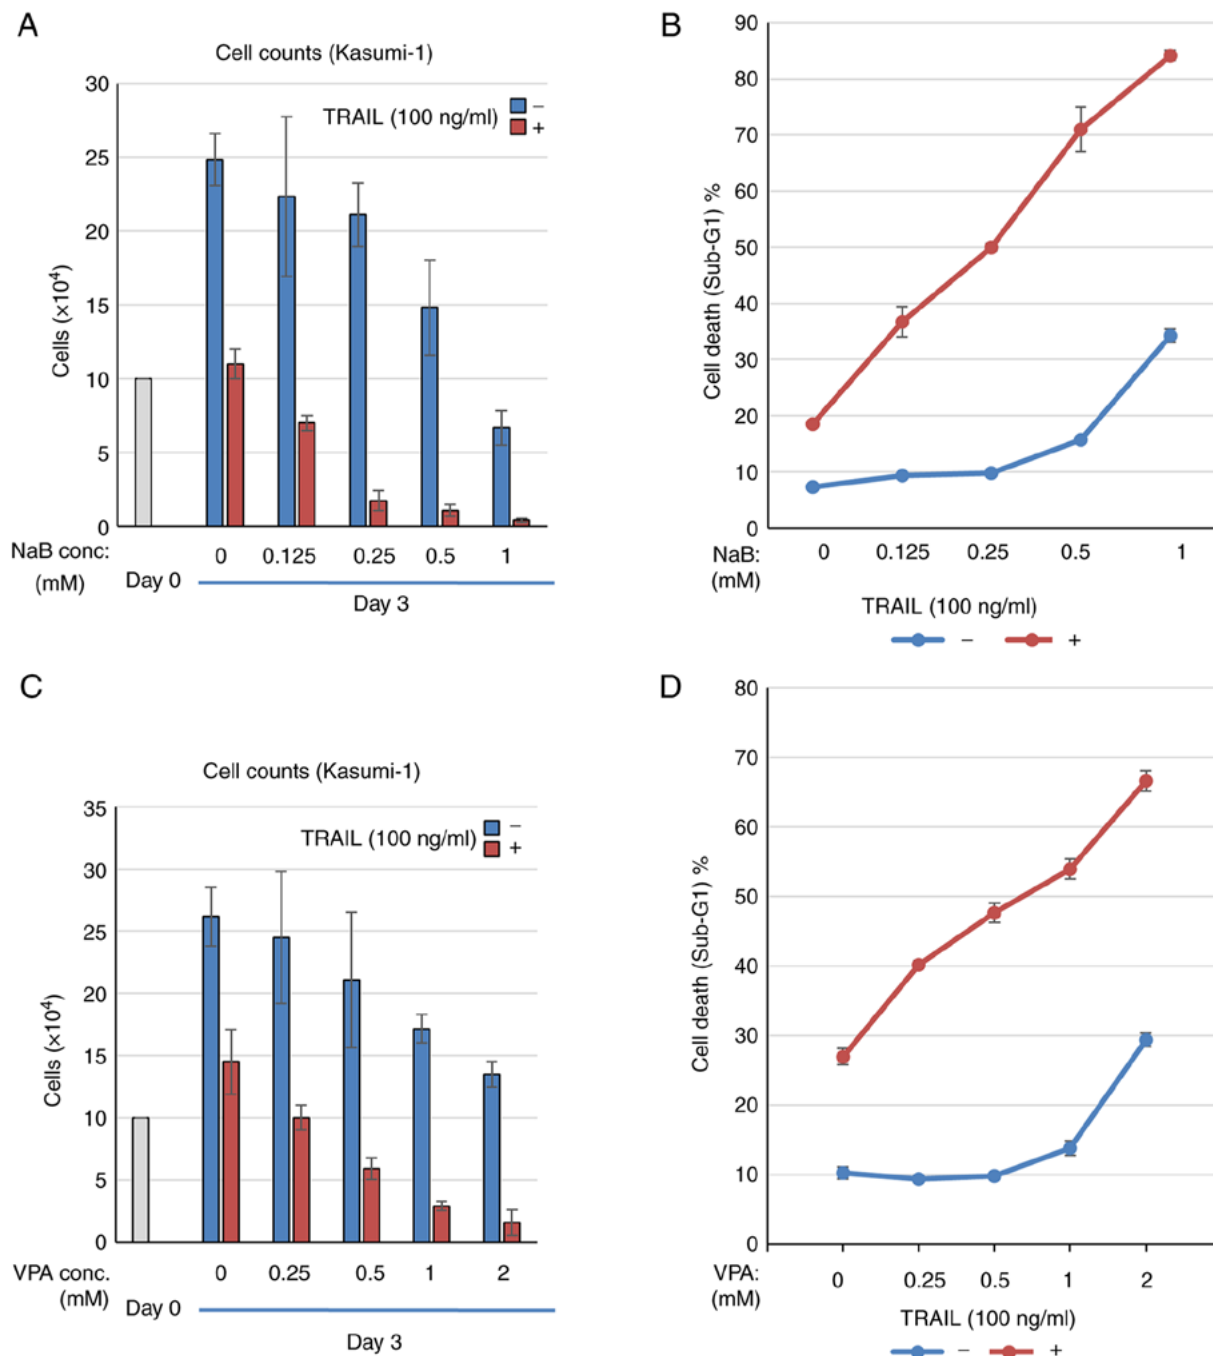 A
Cell counts (Kasumi-1)
30
25
20
15
10
5
0
Cells (×10⁴)
TRAIL (100 ng/ml)
−
+
NaB conc:
(mM)
0 0.125 0.25 0.5 1
Day 0
Day 3
B
90
80
70
60
50
40
30
20
10
0
Cell death (Sub-G1) %
NaB:
(mM)
0 0.125 0.25 0.5 1
TRAIL (100 ng/ml)
− +
C
Cell counts (Kasumi-1)
35
30
25
20
15
10
5
0
Cells (×10⁴)
TRAIL (100 ng/ml)
−
+
VPA conc.
(mM)
0 0.25 0.5 1 2
Day 0
Day 3
D
80
70
60
50
40
30
20
10
0
Cell death (Sub-G1) %
VPA:
(mM)
0 0.25 0.5 1 2
TRAIL (100 ng/ml)
− +